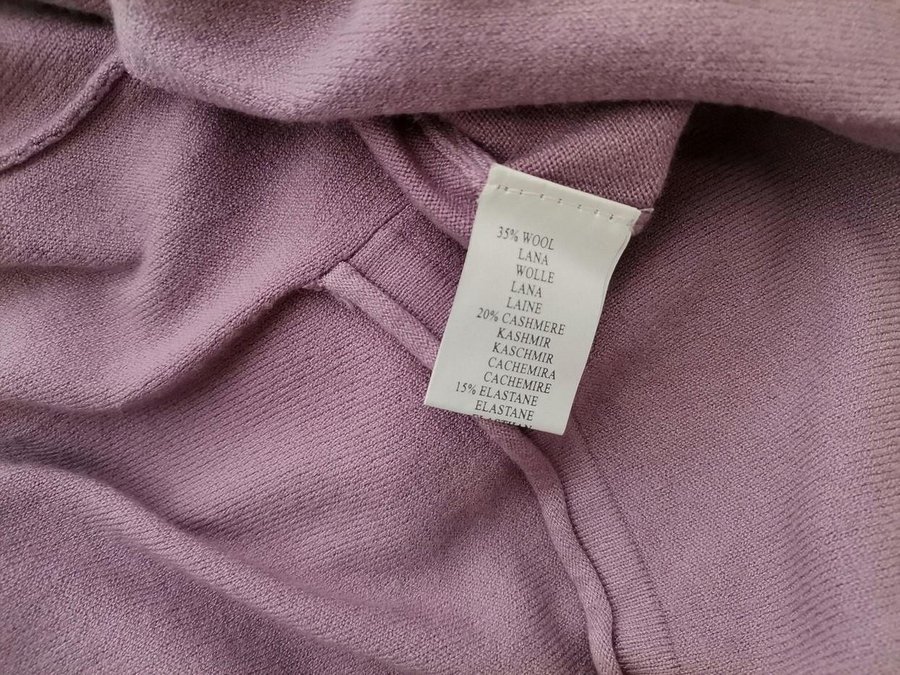 35% WOOL
LANA
WOLLE
LANA
LAINE
20% CASHMERE
KASHMIR
KASCHMIR
CACHEMIRA
CACHEMIRE
15% ELASTANE
ELASTANE